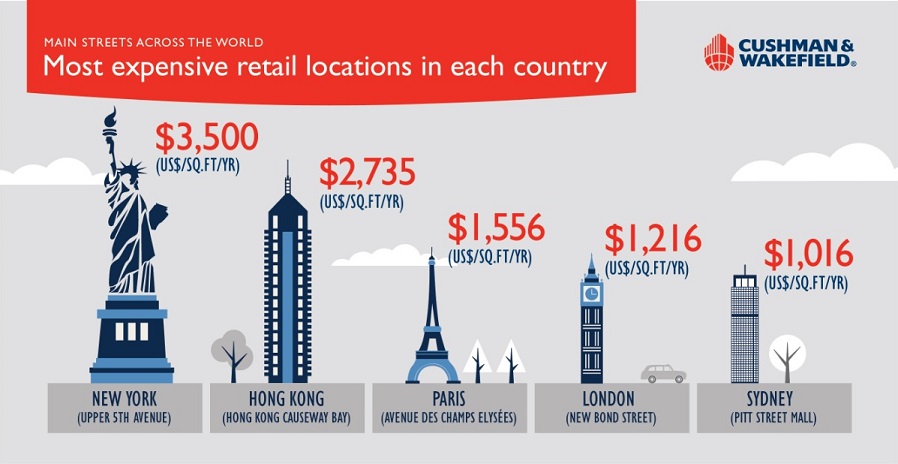 MAIN STREETS ACROSS THE WORLD
Most expensive retail locations in each country
CUSHMAN &
WAKEFIELD®
$3,500
(US$/SQ.FT/YR)
$2,735
(US$/SQ.FT/YR)
$1,556
(US$/SQ.FT/YR)
$1,216
(US$/SQ.FT/YR)
$1,016
(US$/SQ.FT/YR)
NEW YORK
(UPPER 5TH AVENUE)
HONG KONG
(HONG KONG CAUSEWAY BAY)
PARIS
(AVENUE DES CHAMPS ELYSÉES)
LONDON
(NEW BOND STREET)
SYDNEY
(PITT STREET MALL)